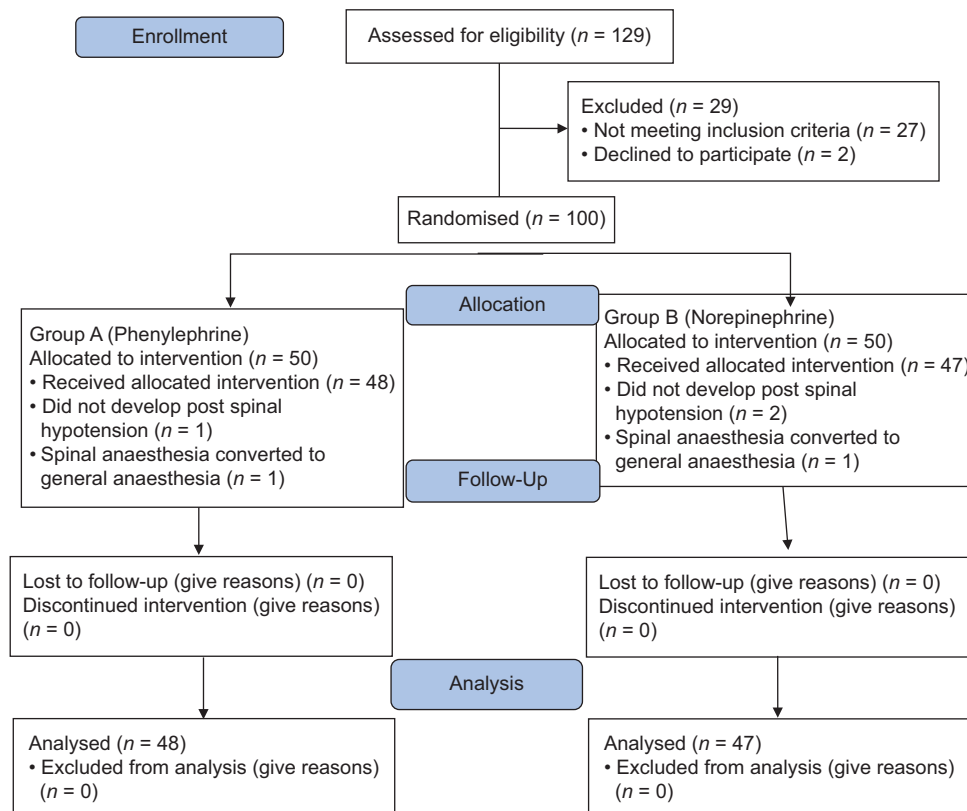 Enrollment
Assessed for eligibility (n = 129)
Excluded (n = 29)
• Not meeting inclusion criteria (n = 27)
• Declined to participate (n = 2)
Randomised (n = 100)
Allocation
Group A (Phenylephrine)
Allocated to intervention (n = 50)
• Received allocated intervention (n = 48)
• Did not develop post spinal
hypotension (n = 1)
• Spinal anaesthesia converted to
general anaesthesia (n = 1)
Group B (Norepinephrine)
Allocated to intervention (n = 50)
• Received allocated intervention (n = 47)
• Did not develop post spinal
hypotension (n = 2)
• Spinal anaesthesia converted to
general anaesthesia (n = 1)
Follow-Up
Lost to follow-up (give reasons) (n = 0)
Discontinued intervention (give reasons)
(n = 0)
Lost to follow-up (give reasons) (n = 0)
Discontinued intervention (give reasons)
(n = 0)
Analysis
Analysed (n = 48)
• Excluded from analysis (give reasons)
(n = 0)
Analysed (n = 47)
• Excluded from analysis (give reasons)
(n = 0)